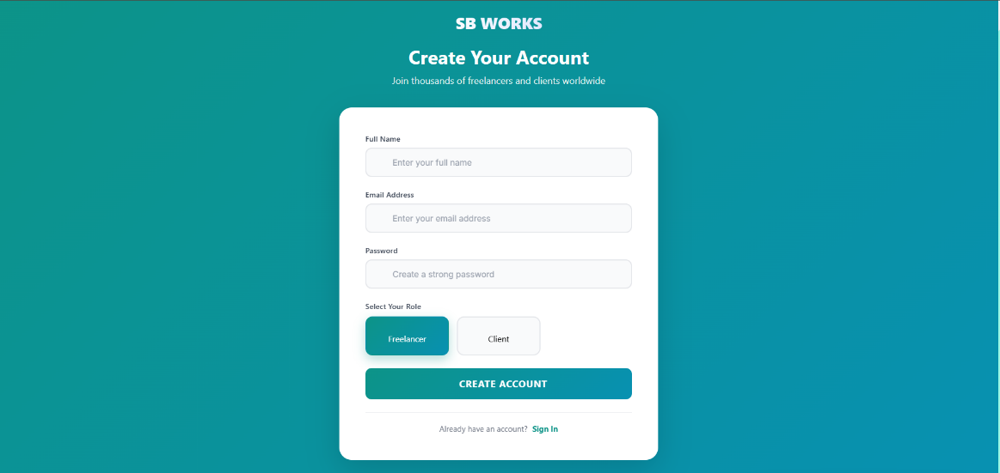 SB WORKS
Create Your Account
Join thousands of freelancers and clients worldwide
Full Name
Enter your full name
Email Address
Enter your email address
Password
Create a strong password
Select Your Role
Freelancer Client
CREATE ACCOUNT
Already have an account? Sign In